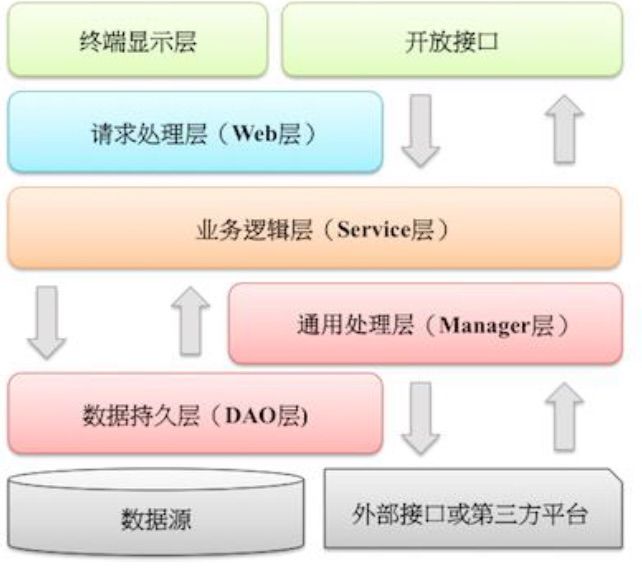 终端显示层
开放接口
请求处理层（Web层）
业务逻辑层（Service层）
通用处理层（Manager层）
数据持久层（DAO层)
数据源
外部接口或第三方平台